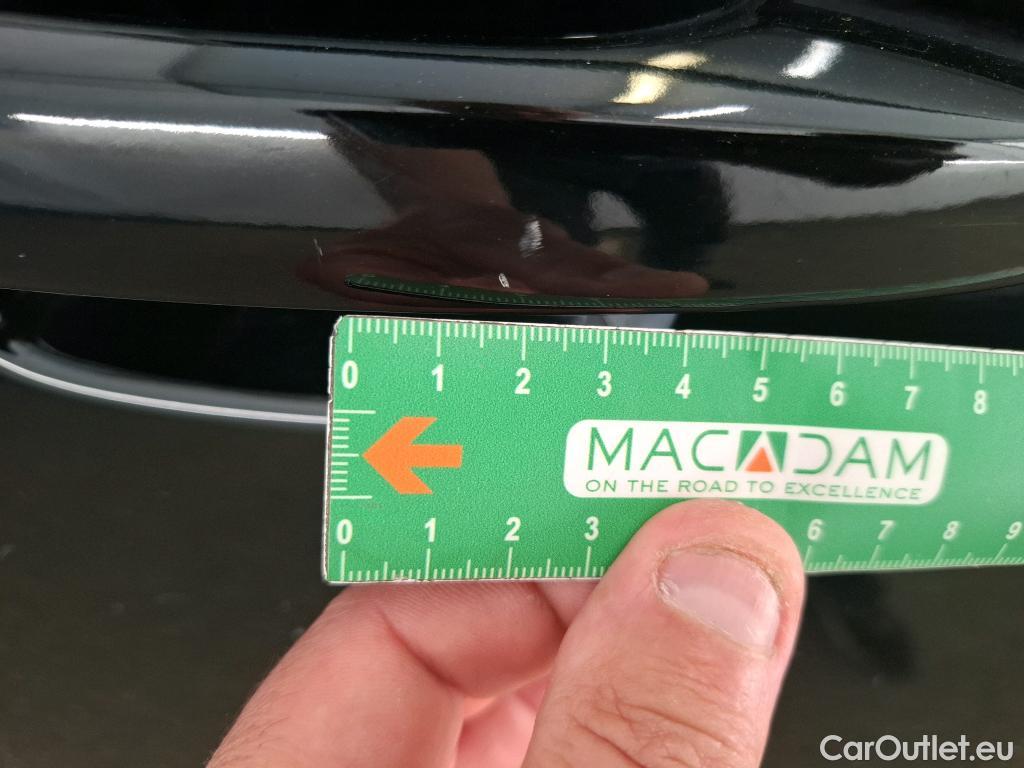 0 1 2 3 4 5 6 7 8
MACADAM
ON THE ROAD TO EXCELLENCE
0 1 2 3 6 7 8 9
CarOutlet.eu